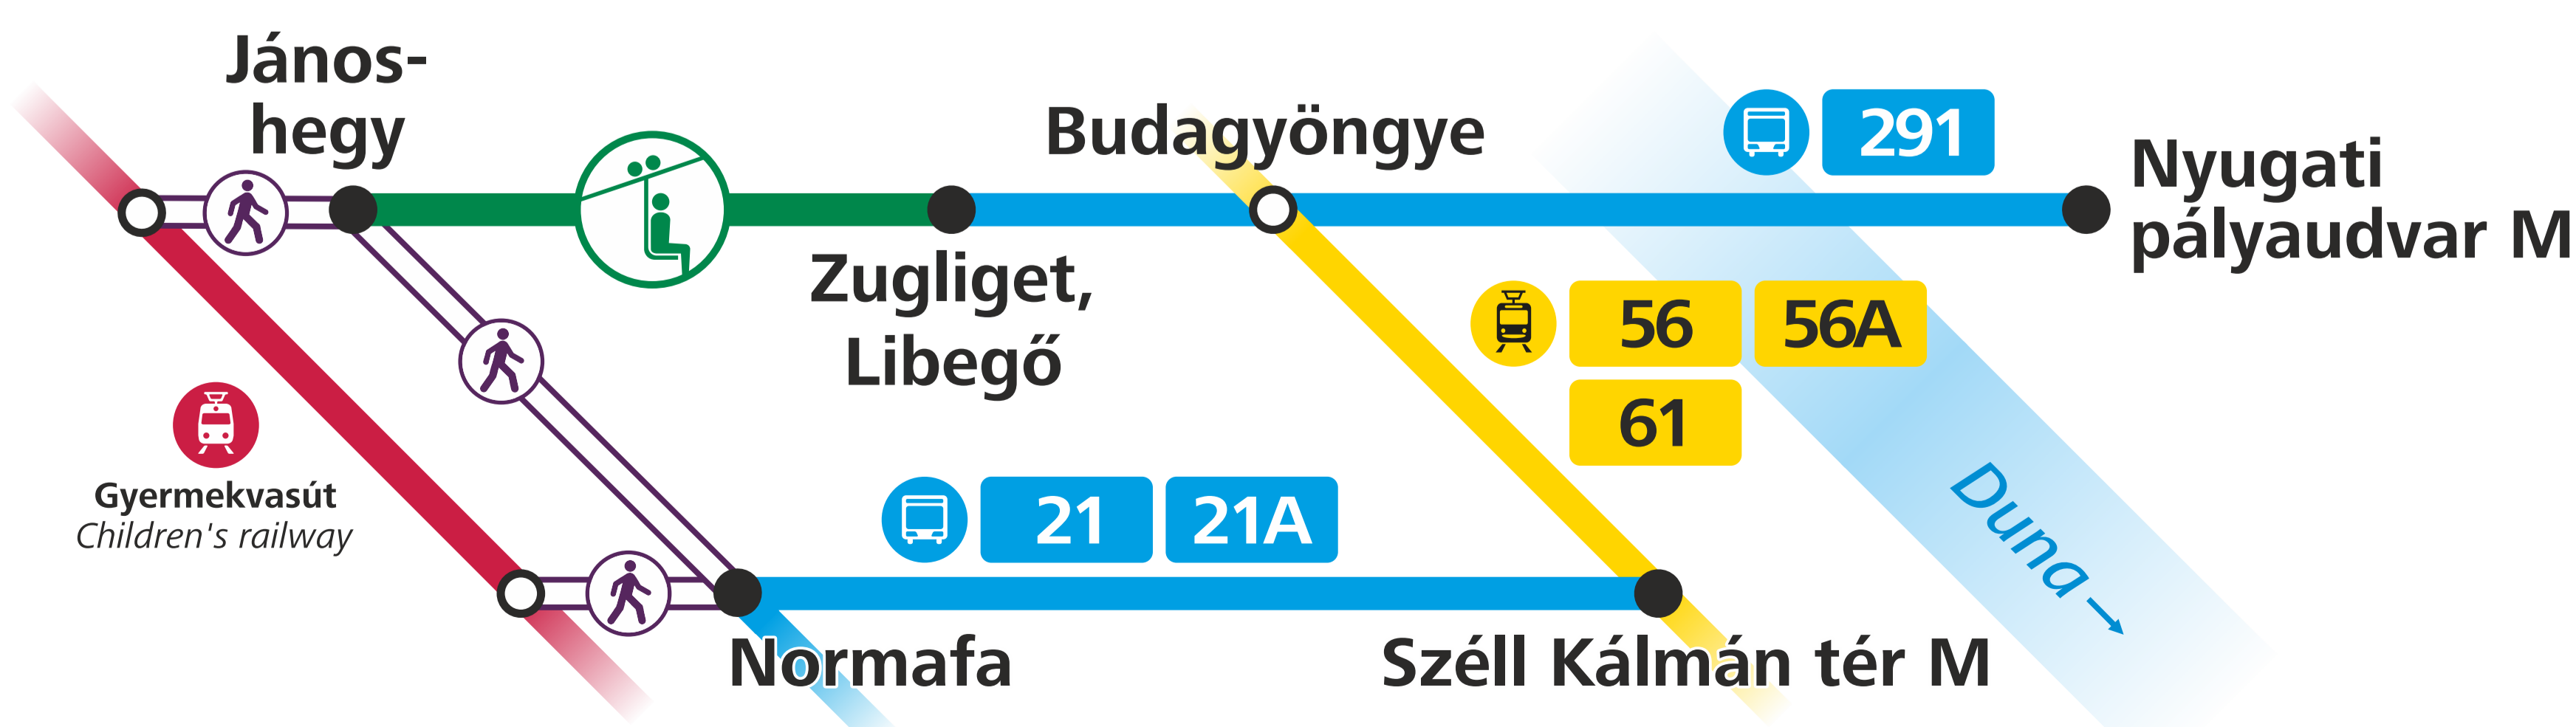 János-
hegy
Budagyöngye
291
Nyugati
pályaudvar M
Zugliget,
Libegő
56 56A
61
Gyermekvasút
Children's railway
21 21A
Duna
Normafa
Széll Kálmán tér M